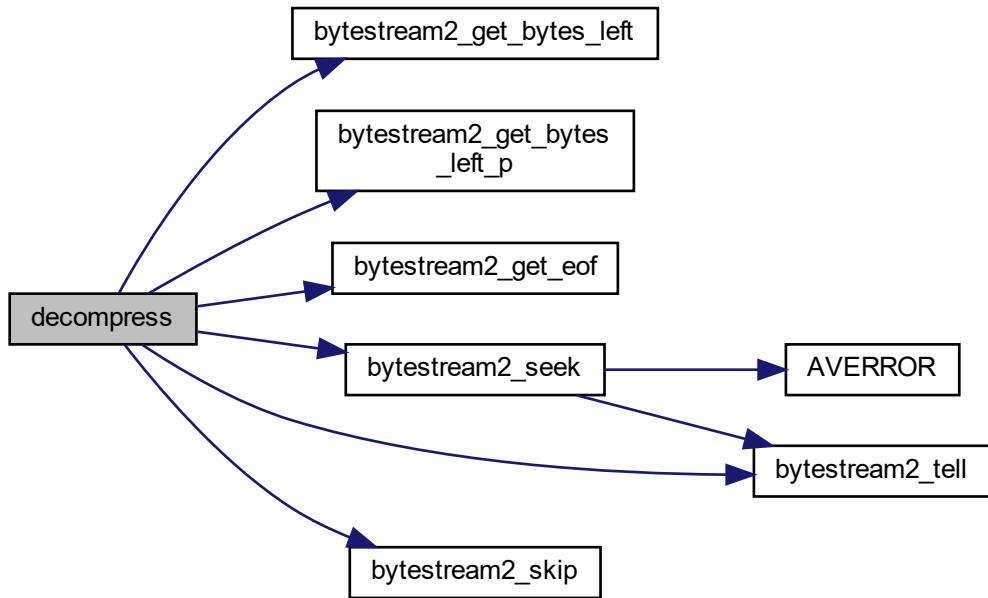 bytestream2_get_bytes_left
bytestream2_get_bytes
_left_p
bytestream2_get_eof
decompress
bytestream2_seek
AVERROR
bytestream2_tell
bytestream2_skip